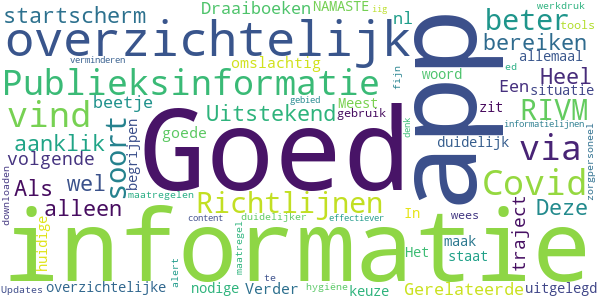 startscherm Draaiboeken NAMASTE iig nl beter werkdruk tools
overzichtelijk app bereiken allemaal
verminderen omslachtig fijn Een ed
Publieksinformatie woord Heel situatie
vind beetje Uitstekend gebied Meest gebruik zit RIVM
aanklik soort begrijpen goede Goed denk duidelijk informatielijnen
volgende via zorgpersoneel
Als wel maatregelen Richtlijnen Covid
downloaden alleen content duidelijker effectiever In traject Deze
informatie wees
huidige maatregel Het maak staat
overzichtelijke alert te
Updates nodige Verder hygiëne keuze Gerelateerde uitgelegd